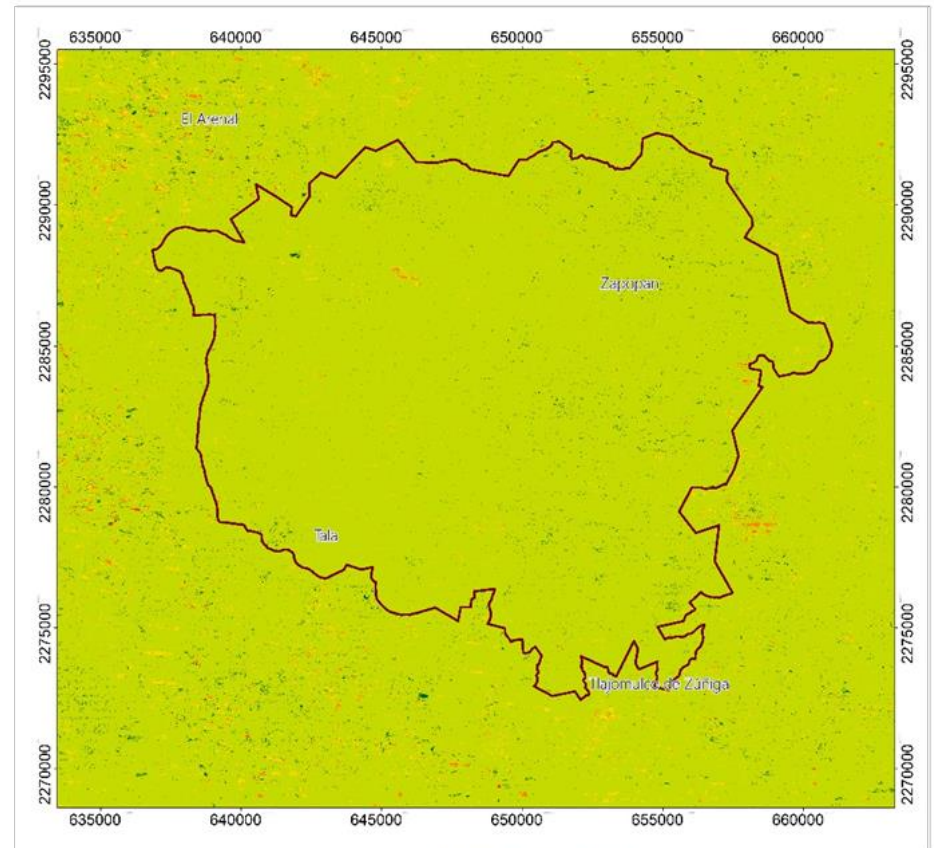 635000 640000 645000 650000 655000 660000
2295000 2295000
El Arenal
2290000 2290000
Zapopan
2285000 2285000
2280000 2280000
Tala
2275000 2275000
Tlajomulco de Zúñiga
2270000 2270000
635000 640000 645000 650000 655000 660000